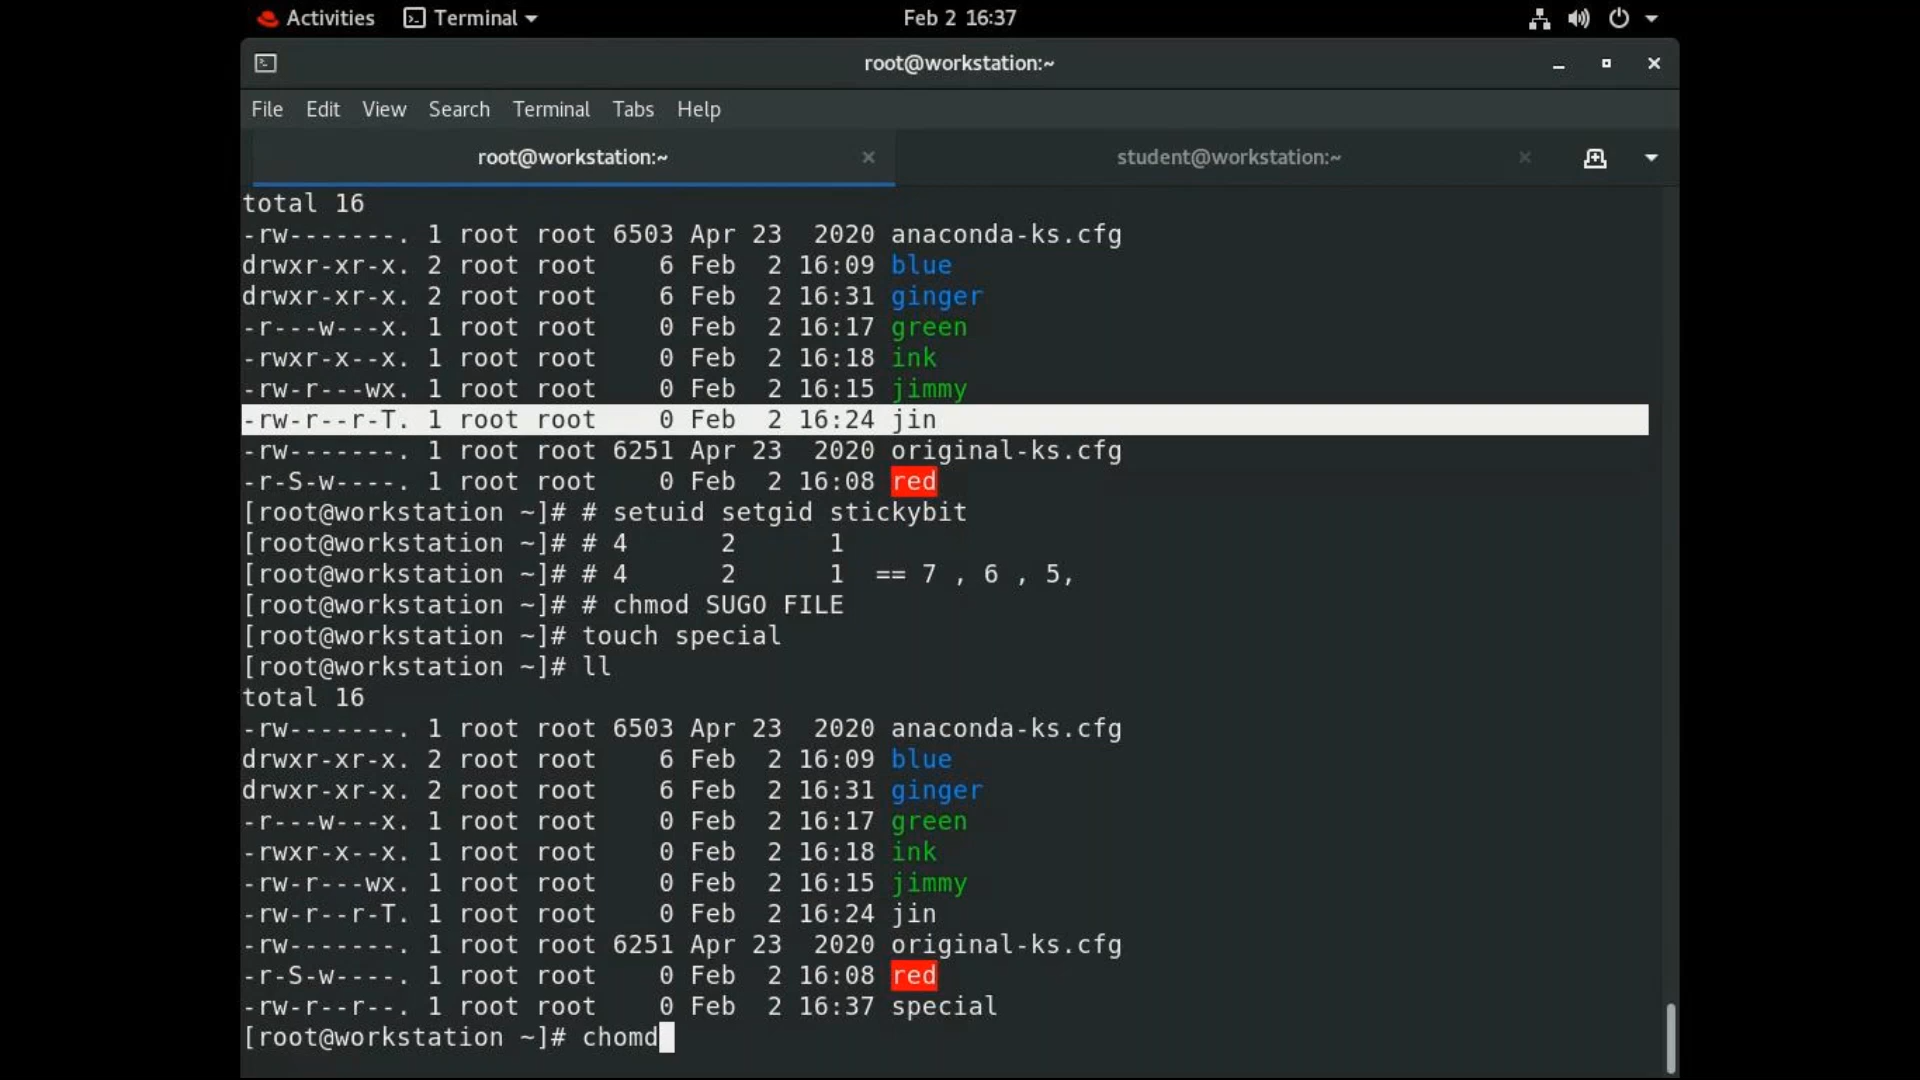 Activities Terminal Feb 2 16:37
root@workstation:~
File Edit View Search Terminal Tabs Help
root@workstation:~ × student@workstation:~ ×
total 16
-rw-------. 1 root root 6503 Apr 23  2020 anaconda-ks.cfg
drwxr-xr-x. 2 root root    6 Feb  2 16:09 blue
drwxr-xr-x. 2 root root    6 Feb  2 16:31 ginger
-r---w---x. 1 root root    0 Feb  2 16:17 green
-rwxr-x--x. 1 root root    0 Feb  2 16:18 ink
-rw-r---wx. 1 root root    0 Feb  2 16:15 jimmy
-rw-r--r-T. 1 root root    0 Feb  2 16:24 jin
-rw-------. 1 root root 6251 Apr 23  2020 original-ks.cfg
-r-S-w----. 1 root root    0 Feb  2 16:08 red
[root@workstation ~]# # setuid setgid stickybit
[root@workstation ~]# # 4      2      1
[root@workstation ~]# # 4      2      1  == 7 , 6 , 5,
[root@workstation ~]# # chmod SUGO FILE
[root@workstation ~]# touch special
[root@workstation ~]# ll
total 16
-rw-------. 1 root root 6503 Apr 23  2020 anaconda-ks.cfg
drwxr-xr-x. 2 root root    6 Feb  2 16:09 blue
drwxr-xr-x. 2 root root    6 Feb  2 16:31 ginger
-r---w---x. 1 root root    0 Feb  2 16:17 green
-rwxr-x--x. 1 root root    0 Feb  2 16:18 ink
-rw-r---wx. 1 root root    0 Feb  2 16:15 jimmy
-rw-r--r-T. 1 root root    0 Feb  2 16:24 jin
-rw-------. 1 root root 6251 Apr 23  2020 original-ks.cfg
-r-S-w----. 1 root root    0 Feb  2 16:08 red
-rw-r--r--. 1 root root    0 Feb  2 16:37 special
[root@workstation ~]# chomd